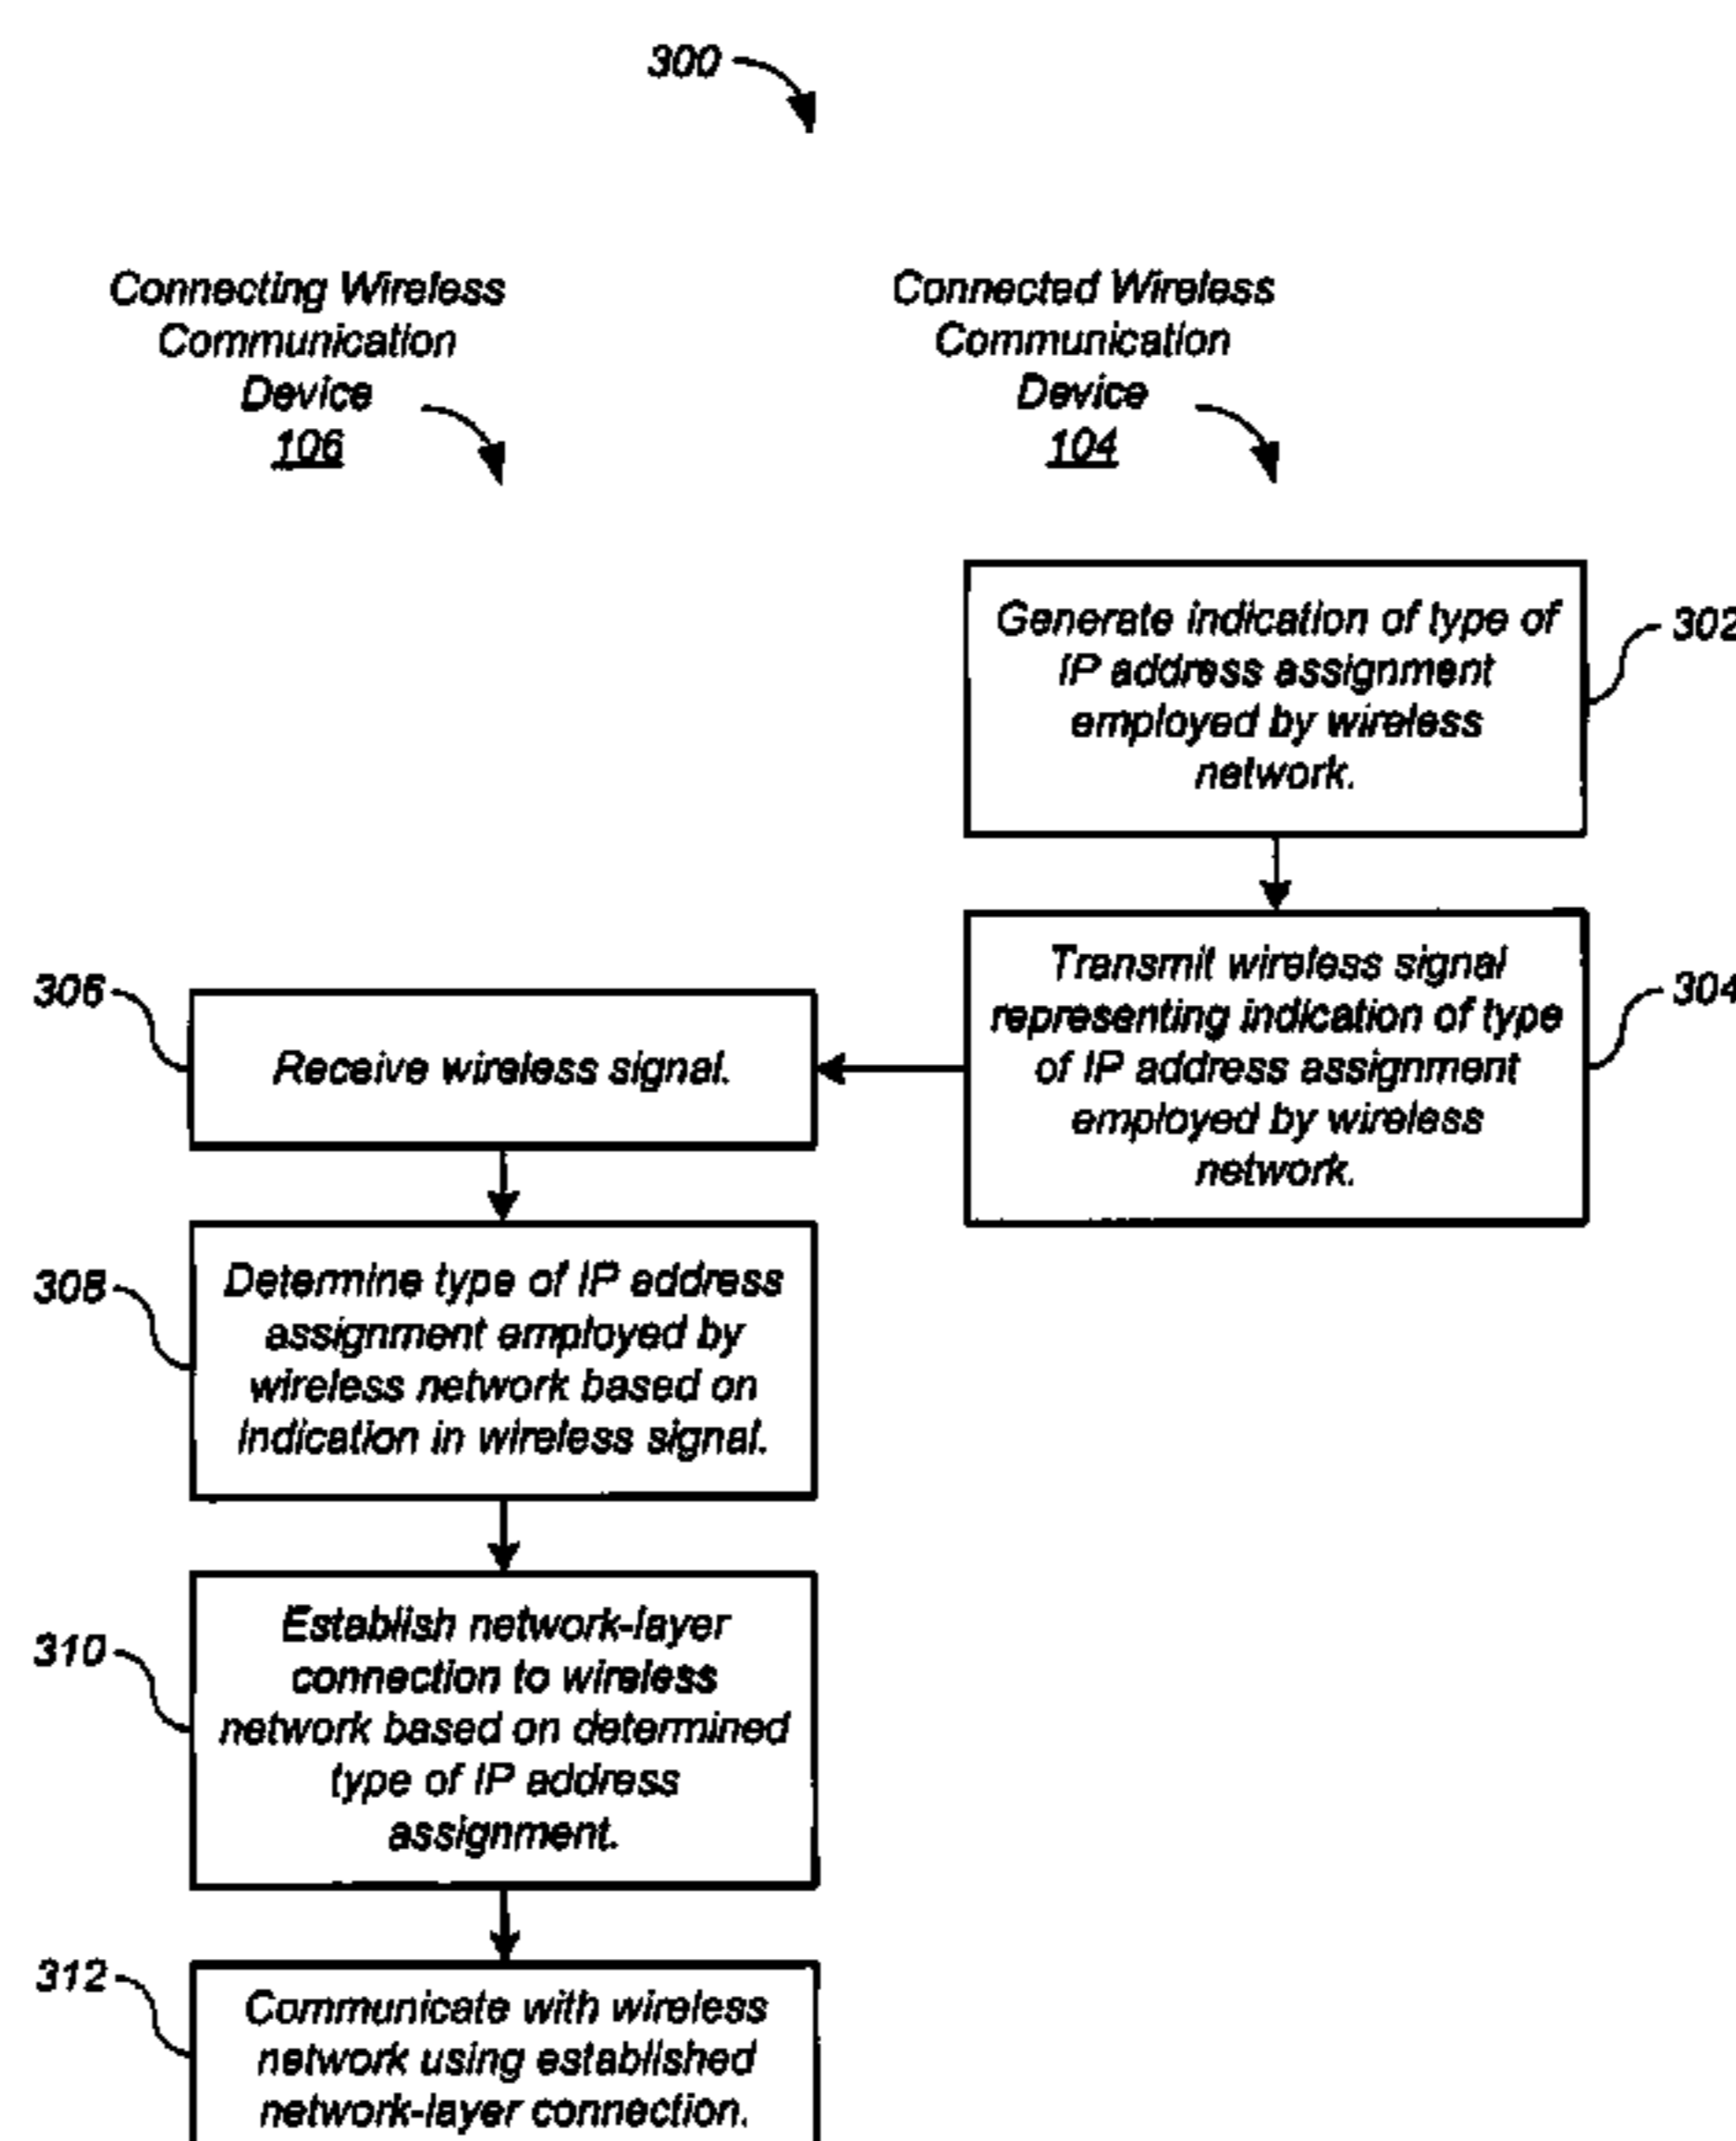 300
Connecting Wireless
Communication
Device
106
Connected Wireless
Communication
Device
104
Generate indication of type of
IP address assignment
employed by wireless
network.
302
Transmit wireless signal
representing indication of type
of IP address assignment
employed by wireless
network.
304
306
Receive wireless signal.
308
Determine type of IP address
assignment employed by
wireless network based on
indication in wireless signal.
310
Establish network-layer
connection to wireless
network based on determined
type of IP address
assignment.
312
Communicate with wireless
network using established
network-layer connection.